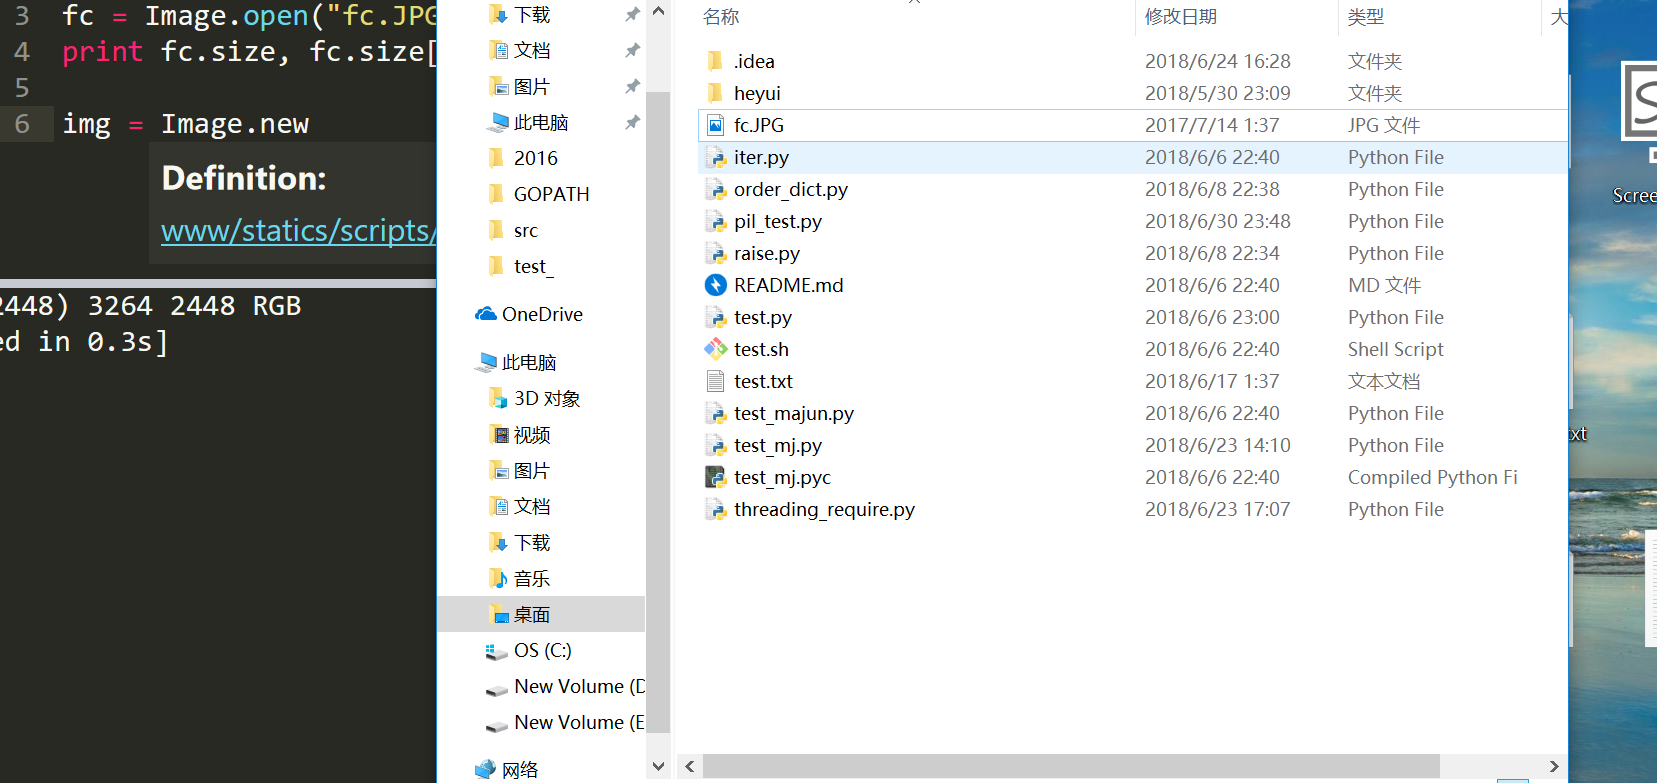 3 fc = Image.open("fc.JPG
4 print fc.size, fc.size[
5
6 img = Image.new
Definition:
www/statics/scripts/
2448) 3264 2448 RGB
ed in 0.3s]
下载
文档
图片
此电脑
2016
GOPATH
src
test_
OneDrive
此电脑
3D 对象
视频
图片
文档
下载
音乐
桌面
OS (C:)
New Volume (D
New Volume (E
网络
名称 修改日期 类型 大
.idea 2018/6/24 16:28 文件夹
heyui 2018/5/30 23:09 文件夹
fc.JPG 2017/7/14 1:37 JPG 文件
iter.py 2018/6/6 22:40 Python File
order_dict.py 2018/6/8 22:38 Python File
pil_test.py 2018/6/30 23:48 Python File
raise.py 2018/6/8 22:34 Python File
README.md 2018/6/6 22:40 MD 文件
test.py 2018/6/6 23:00 Python File
test.sh 2018/6/6 22:40 Shell Script
test.txt 2018/6/17 1:37 文本文档
test_majun.py 2018/6/6 22:40 Python File
test_mj.py 2018/6/23 14:10 Python File
test_mj.pyc 2018/6/6 22:40 Compiled Python Fi
threading_require.py 2018/6/23 17:07 Python File
Scree
xt